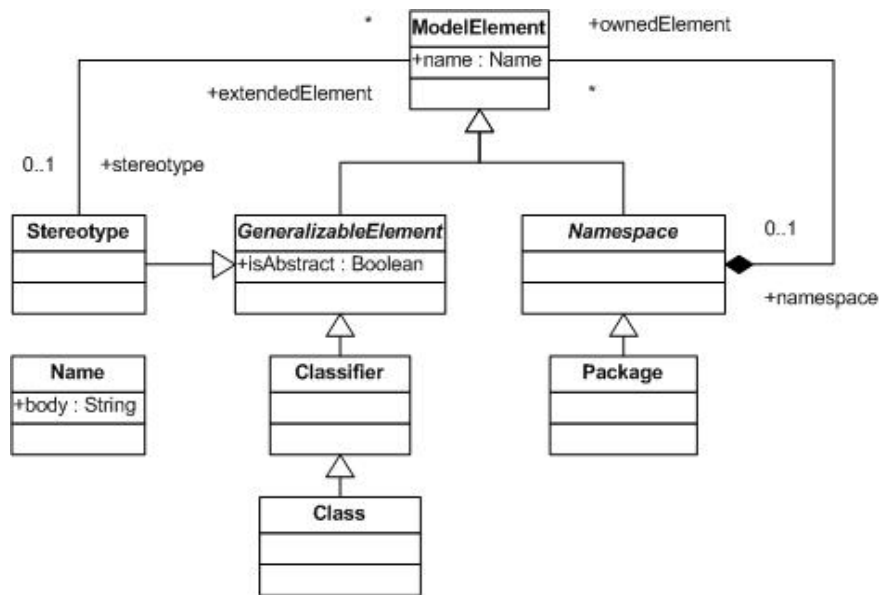 ModelElement
+ownedElement
*
+name : Name
+extendedElement
*
0..1
+stereotype
Stereotype
GeneralizableElement
Namespace
0..1
+isAbstract : Boolean
+namespace
Name
Classifier
Package
+body : String
Class